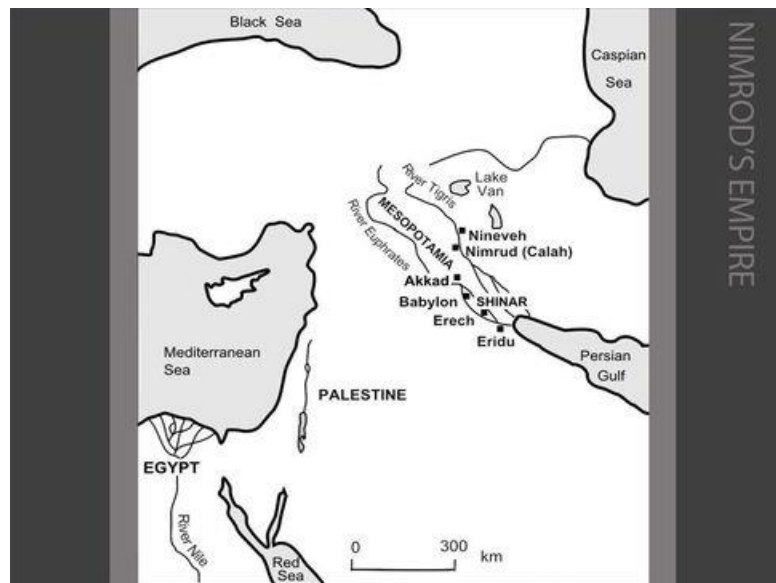 Black Sea
Caspian
Sea
NIMROD'S EMPIRE
River Tigris
Lake
Van
MESOPOTAMIA
River Euphrates
Nineveh
Nimrud (Calah)
Akkad
Babylon
SHINAR
Erech
Eridu
Mediterranean
Sea
Persian
Gulf
PALESTINE
EGYPT
River Nile
Red
Sea
0 300 km